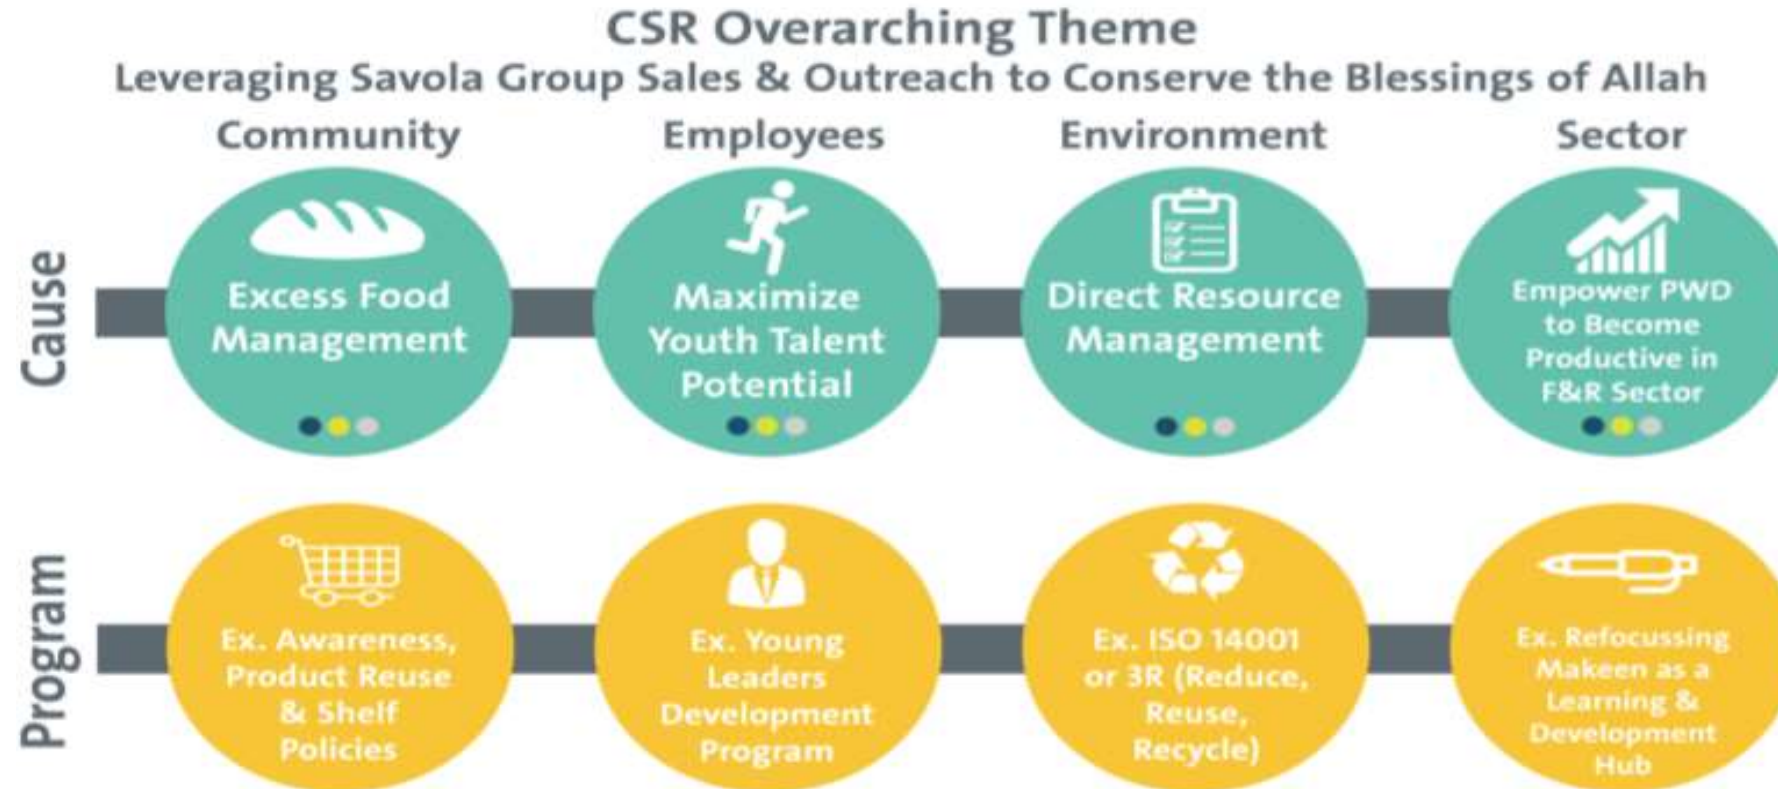 CSR Overarching Theme
Leveraging Savola Group Sales & Outreach to Conserve the Blessings of Allah
Community
Employees
Environment
Sector
Cause
Excess Food
Management
Maximize
Youth Talent
Potential
Direct Resource
Management
Empower PWD
to Become
Productive in
F&R Sector
Program
Ex. Awareness,
Product Reuse
& Shelf
Policies
Ex. Young
Leaders
Development
Program
Ex. ISO 14001
or 3R (Reduce,
Reuse,
Recycle)
Ex. Refocussing
Makeen as a
Learning &
Development
Hub